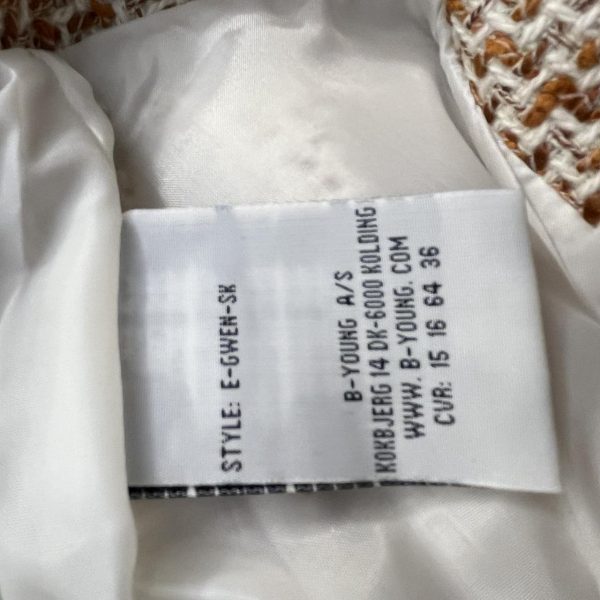 STYLE: E-GWEN-SK
B-YOUNG A/S
KOKBJERG 14 DK-6000 KOLDING
WWW. B-YOUNG. COM
CVR: 15 16 64 36